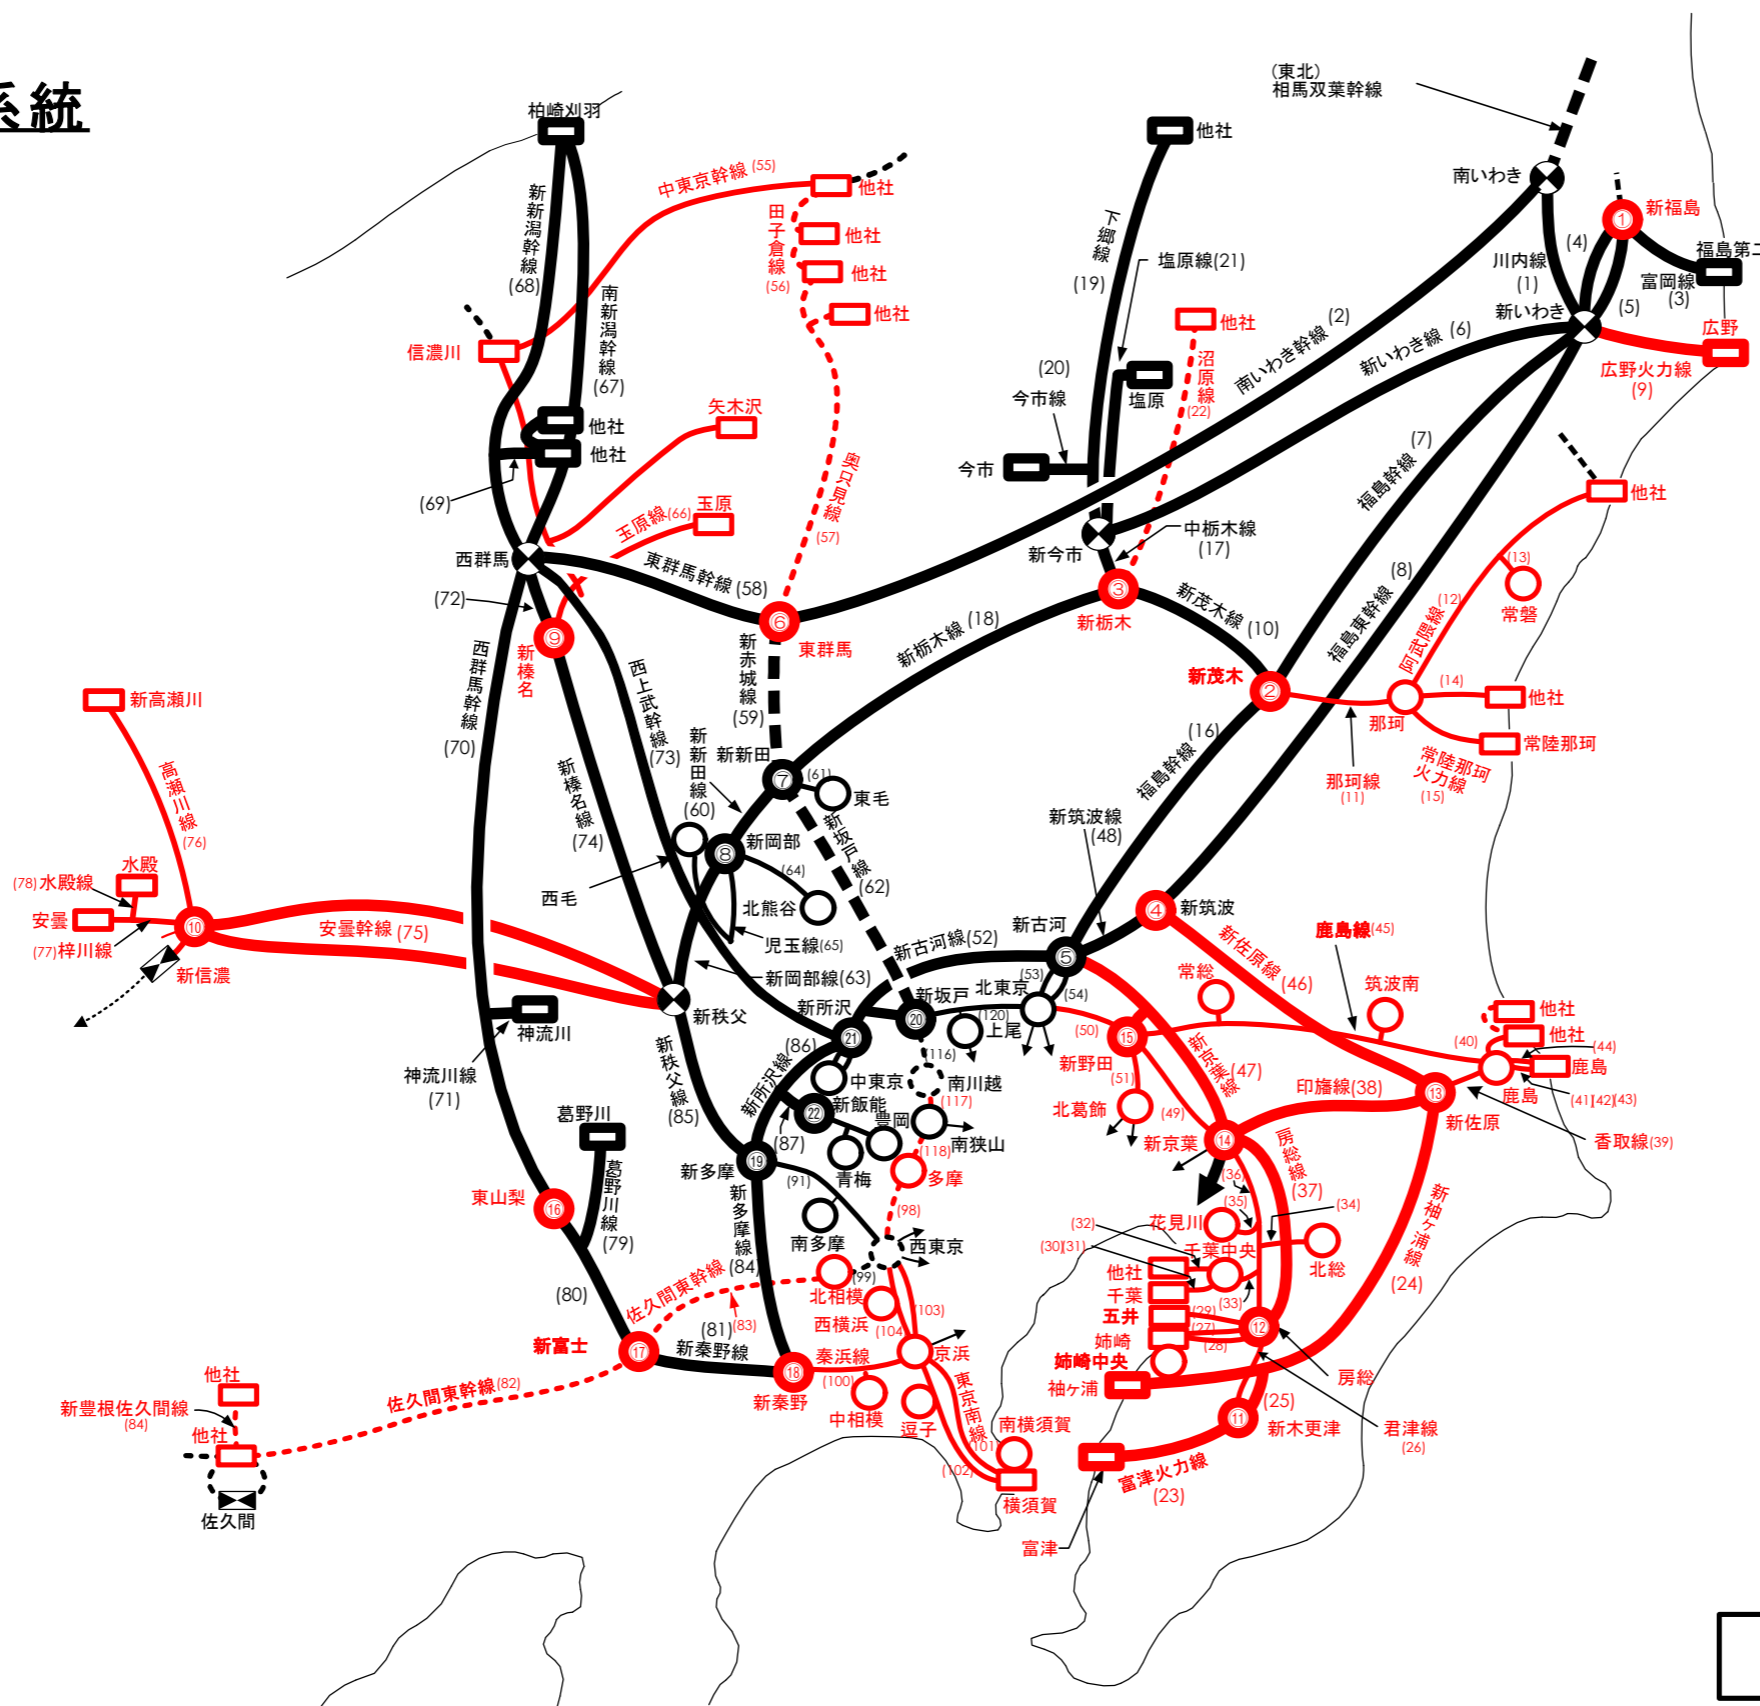 系統
(東北)
相馬双葉幹線
柏崎刈羽
他社
南いわき
新福島
①
中東京幹線(55)
他社
新新潟幹線
(68)
田子倉線
(56)
他社
他社
他社
下郷線
(19)
塩原線(21)
川内線
(1)
(4)
(5)
富岡線
(3)
福島第二
新いわき
広野
広野火力線
(9)
信濃川
南新潟幹線
(67)
他社
沼原線
(22)
(20)
今市線
塩原
今市
南いわき幹線(2)
新いわき線(6)
他社
他社
(69)
矢木沢
玉原線(66)
玉原
奥只見線
(57)
福島幹線(7)
福島東幹線(8)
他社
(13)
常磐
阿武隈線(12)
西群馬
東群馬幹線(58)
新今市
中栃木線
(17)
③
新栃木
新茂木線(10)
(72)
⑨
新榛名
⑥
東群馬
新栃木線(18)
新茂木
②
那珂
(14)
他社
常陸那珂
常陸那珂
火力線
(15)
那珂線
(11)
新高瀬川
高瀬川線
(76)
西群馬幹線
(70)
西上武幹線
(73)
新赤城線
(59)
新新田
⑦
(61)
東毛
新新田線
(60)
新榛名線
(74)
福島幹線(16)
新筑波線
(48)
新岡部
⑧
(64)
新坂戸線
(62)
北熊谷
西毛
児玉線(65)
水殿
(78)水殿線
安曇
(77)梓川線
⑩
新信濃
安曇幹線(75)
新岡部線(63)
新古河線(52)
新古河
⑤
④
新筑波
新佐原線(46)
鹿島線(45)
筑波南
常総
(53)
(54)
北東京
新坂戸
⑳
(120)
上尾
新所沢
㉑
新秩父
神流川
神流川線
(71)
新秩父線
(85)
新所沢線(86)
中東京
(116)
南川越
(50)
⑮
新野田
(51)
北葛飾
(49)
新京葉線(47)
印旛線(38)
(40)
他社
他社
(44)
鹿島
鹿島
(41)(42)(43)
⑬
新佐原
香取線(39)
葛野川
葛野川線
(79)
(87)
㉒
新飯能
豊岡
青梅
(117)
南狭山
(118)
多摩
新京葉
⑭
房総線
(37)
(36)
(35)
(34)
花見川
北総
東山梨
⑯
新多摩
⑲
(91)
南多摩
新多摩線
(84)
(98)
西東京
(32)
(30)(31)
千葉中央
他社
千葉
(33)
五井
(29)
(27)
(28)
姉崎
姉崎中央
⑫
房総
新袖ケ浦線
(24)
(80)
佐久間東幹線
(83)
(99)
北相模
西横浜
(103)
(104)
新富士
⑰
(81)
新秦野線
⑱
新秦野
秦浜線
(100)
中相模
京浜
逗子
東京南線
(101)
(102)
南横須賀
横須賀
袖ケ浦
(25)
⑪
新木更津
君津線
(26)
富津火力線
(23)
富津
佐久間東幹線(82)
他社
新豊根佐久間線
(84)
他社
佐久間